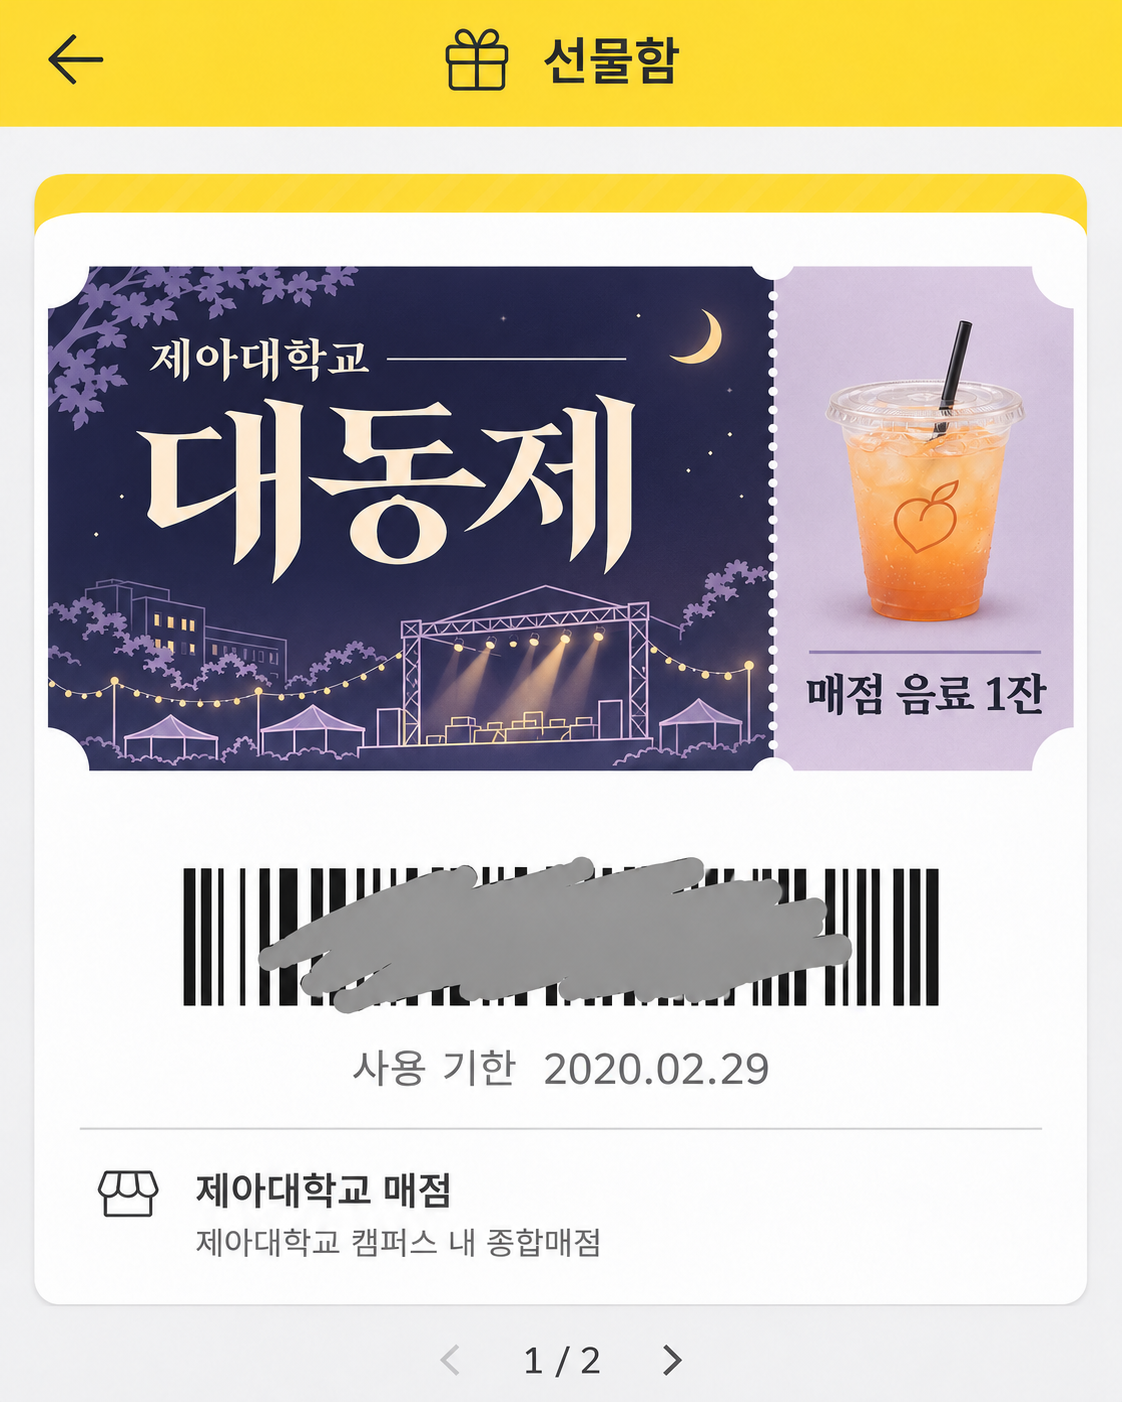 선물함
제아대학교
대동제
매점 음료 1잔
사용 기한 2020.02.29
제아대학교 매점
제아대학교 캠퍼스 내 종합매점
1 / 2